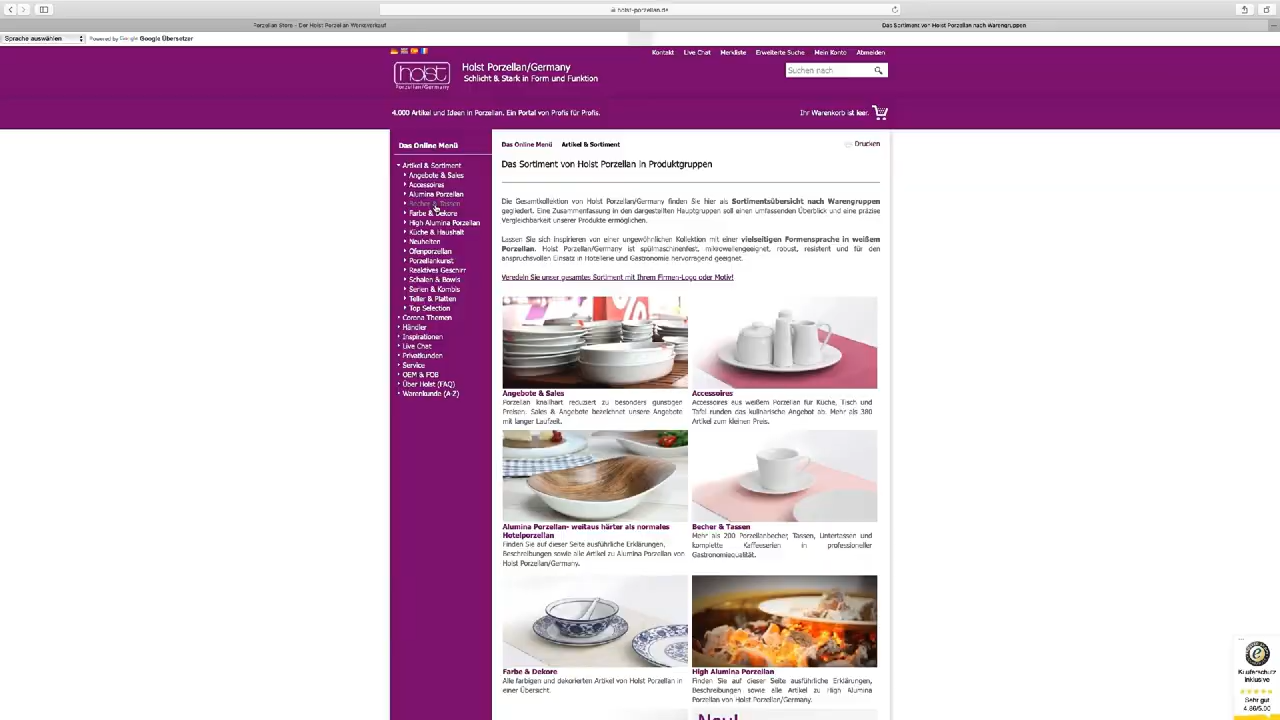 holst-porzellan.de
Porzellan Store - Der Holst Porzellan Werksverkauf
Das Sortiment von Holst Porzellan nach Warengruppen
Sprache auswählen
Powered by Google Google Übersetzer
Kontakt Live Chat Merkliste Erweiterte Suche Mein Konto Abmelden
holst
Porzellan/Germany
Holst Porzellan/Germany
Schlicht & Stark in Form und Funktion
Suchen nach
4.000 Artikel und Ideen in Porzellan. Ein Portal von Profis für Profis.
Ihr Warenkorb ist leer.
Das Online Menü
Artikel & Sortiment
Angebote & Sales
Accessoires
Alumina Porzellan
Becher & Tassen
Farbe & Dekore
High Alumina Porzellan
Küche & Haushalt
Neuheiten
Ofenporzellan
Porzellankunst
Reaktives Geschirr
Schalen & Bowls
Serien & Kombis
Teller & Platten
Top Selection
Corona Themen
Händler
Inspirationen
Live Chat
Privatkunden
Service
OEM & FOB
Über Holst (FAQ)
Warenkunde (A-Z)
Das Online Menü Artikel & Sortiment
Drucken
Das Sortiment von Holst Porzellan in Produktgruppen
Die Gesamtkollektion von Holst Porzellan/Germany finden Sie hier als Sortimentsübersicht nach Warengruppen
gegliedert. Eine Zusammenfassung in den dargestellten Hauptgruppen soll einen umfassenden Überblick und eine präzise
Vergleichbarkeit unserer Produkte ermöglichen.
Lassen Sie sich inspirieren von einer ungewöhnlichen Kollektion mit einer vielseitigen Formensprache in weißem
Porzellan. Holst Porzellan/Germany ist spülmaschinenfest, mikrowellengeeignet, robust, resistent und für den
anspruchsvollen Einsatz in Hotellerie und Gastronomie hervorragend geeignet.
Veredeln Sie unser gesamtes Sortiment mit Ihrem Firmen-Logo oder Motiv!
Angebote & Sales
Porzellan knallhart reduziert zu besonders günstigen
Preisen. Sales & Angebote bezeichnet unsere Angebote
mit langer Laufzeit.
Accessoires
Accessoires aus weißem Porzellan für Küche, Tisch und
Tafel runden das kulinarische Angebot ab. Mehr als 380
Artikel zum kleinen Preis.
Alumina Porzellan- weitaus härter als normales
Hotelporzellan
Finden Sie auf dieser Seite ausführliche Erklärungen,
Beschreibungen sowie alle Artikel zu Alumina Porzellan von
Holst Porzellan/Germany.
Becher & Tassen
Mehr als 200 Porzellanbecher, Tassen, Untertassen und
komplette Kaffeeserien in professioneller
Gastronomiequalität.
Farbe & Dekore
Alle farbigen und dekorierten Artikel von Holst Porzellan in
einer Übersicht.
High Alumina Porzellan
Finden Sie auf dieser Seite ausführliche Erklärungen,
Beschreibungen sowie alle Artikel zu High Alumina
Porzellan von Holst Porzellan/Germany.
Neu!
Käuferschutz
inklusive
Sehr gut
4.86/5.00